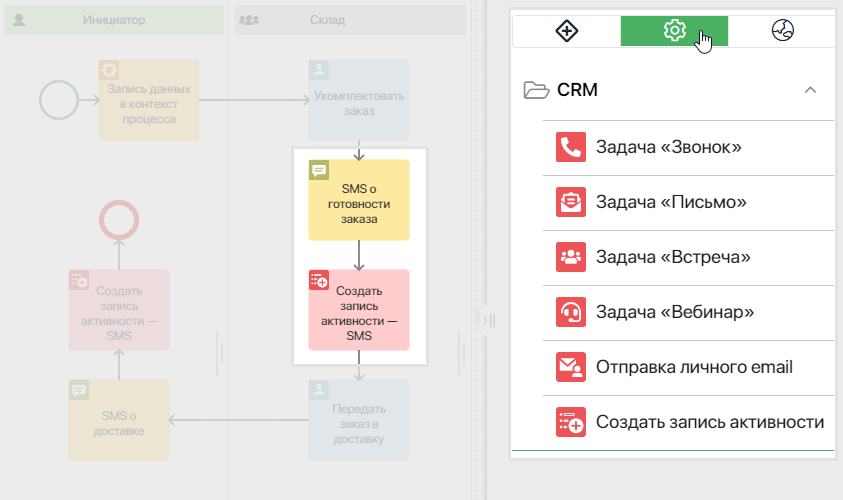 Инициатор
Склад
Запись данных
в контекст
процесса
Укомплектовать
заказ
SMS о
готовности
заказа
Создать
запись
активности —
SMS
Создать
запись
активности —
SMS
SMS о
доставке
Передать
заказ в
доставку
CRM
Задача «Звонок»
Задача «Письмо»
Задача «Встреча»
Задача «Вебинар»
Отправка личного email
Создать запись активности